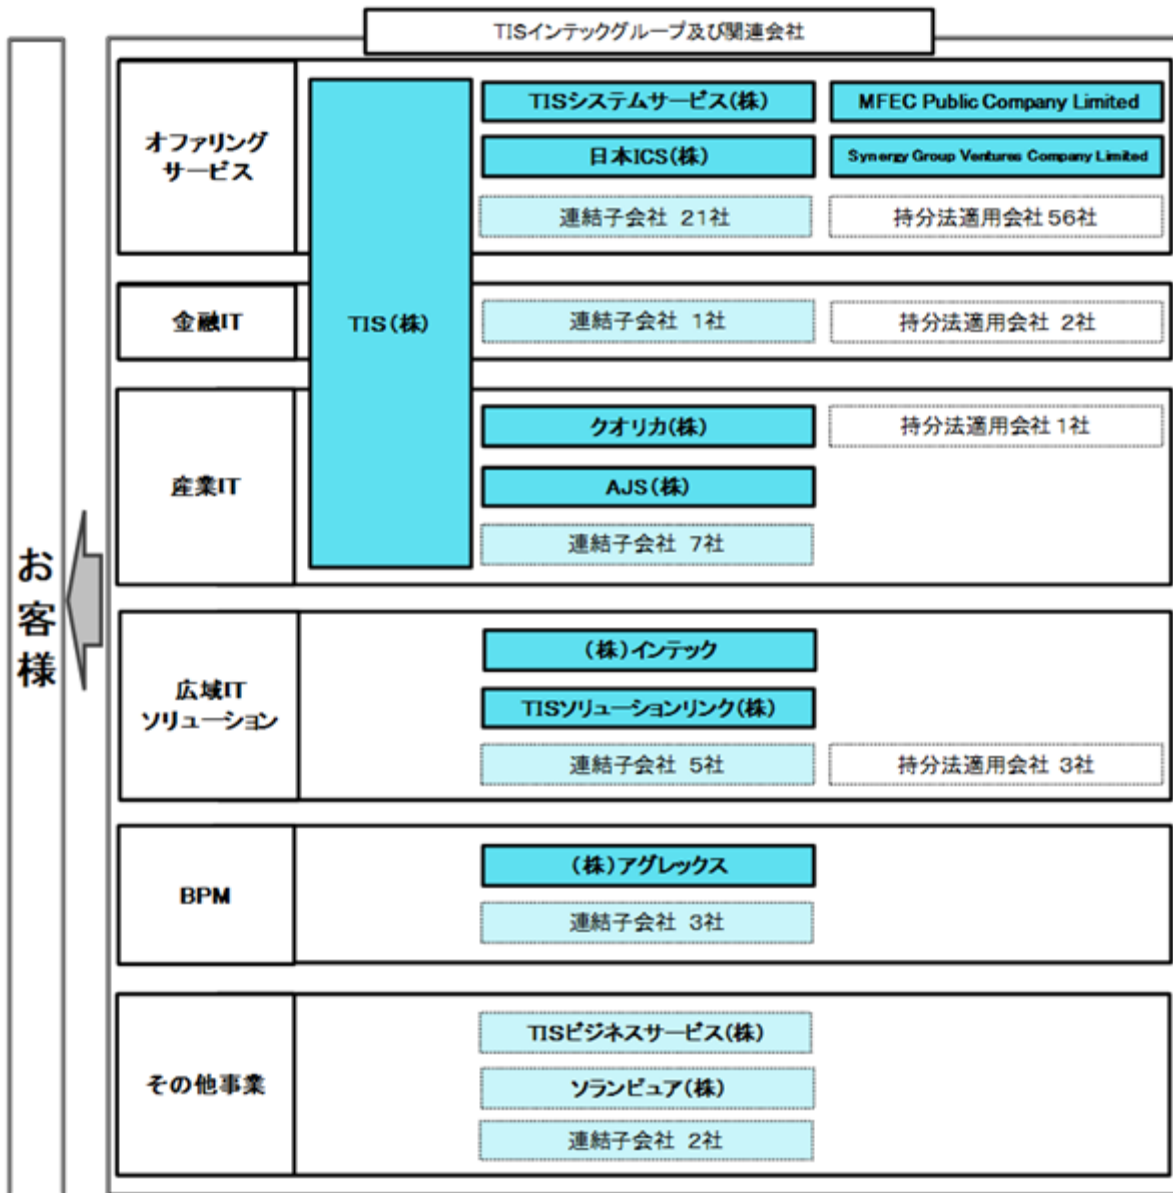 TISインテックグループ及び関連会社
お客様
オファリング
サービス
TIS(株)
TISシステムサービス(株)
MFEC Public Company Limited
日本ICS(株)
Synergy Group Ventures Company Limited
連結子会社 21社
持分法適用会社 56社
金融IT
連結子会社 1社
持分法適用会社 2社
産業IT
クオリカ(株)
持分法適用会社 1社
AJS(株)
連結子会社 7社
広域IT
ソリューション
(株)インテック
TISソリューションリンク(株)
連結子会社 5社
持分法適用会社 3社
BPM
(株)アグレックス
連結子会社 3社
その他事業
TISビジネスサービス(株)
ソランピュア(株)
連結子会社 2社